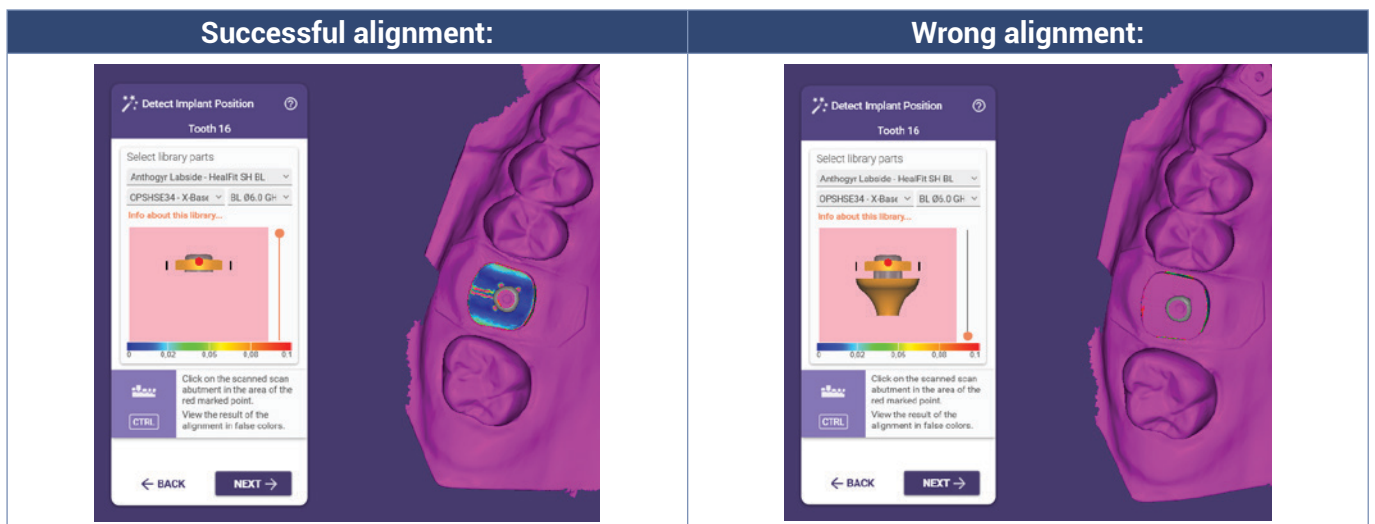 Successful alignment:
Wrong alignment:
Detect Implant Position
Tooth 16
Select library parts
Anthogyr Labside - HealFit SH BL
OPSHSE34 - X-Base
BL Ø6.0 GH
Info about this library...
0 0,02 0,05 0,08 0.1
Click on the scanned scan
abutment in the area of the
red marked point.
CTRL
View the result of the
alignment in false colors.
← BACK
NEXT →
Detect Implant Position
Tooth 16
Select library parts
Anthogyr Labside - HealFit SH BL
OPSHSE34 - X-Base
BL Ø6.0 GH
Info about this library...
0 0,02 0,05 0,08 0.1
Click on the scanned scan
abutment in the area of the
red marked point.
CTRL
View the result of the
alignment in false colors.
← BACK
NEXT →